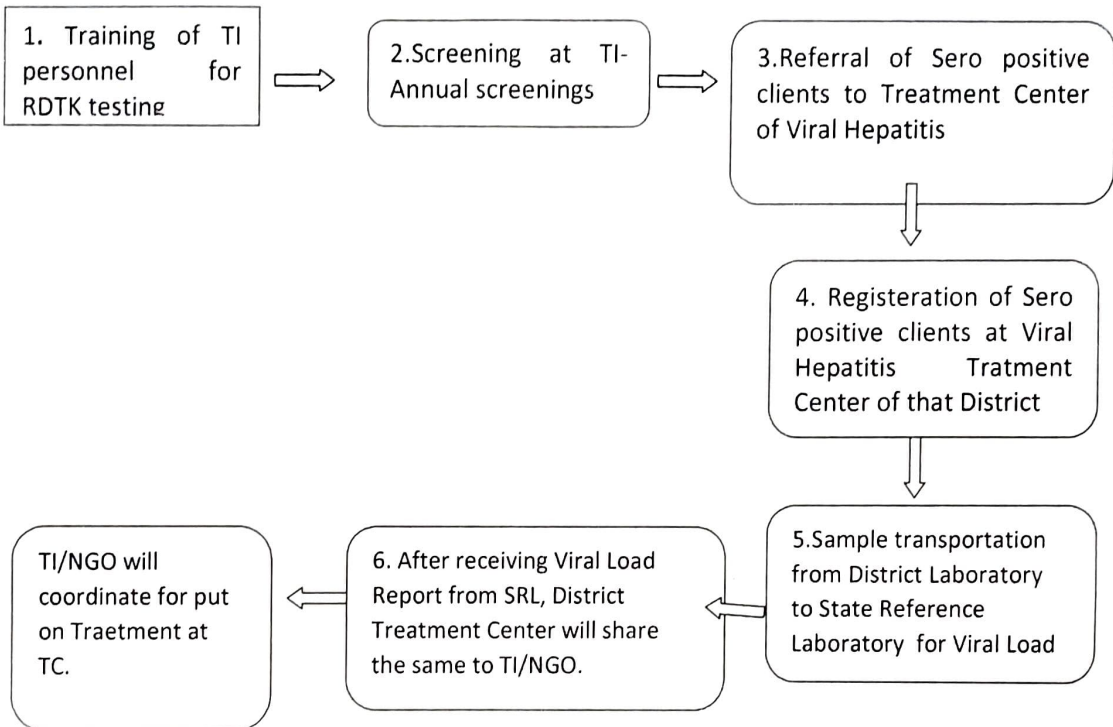 1. Training of TI
personnel for
RDTK testing
2.Screening at TI-
Annual screenings
3.Referral of Sero positive
clients to Treatment Center
of Viral Hepatitis
4. Registeration of Sero
positive clients at Viral
Hepatitis Tratment
Center of that District
5.Sample transportation
from District Laboratory
to State Reference
Laboratory for Viral Load
6. After receiving Viral Load
Report from SRL, District
Treatment Center will share
the same to TI/NGO.
TI/NGO will
coordinate for put
on Traetment at
TC.